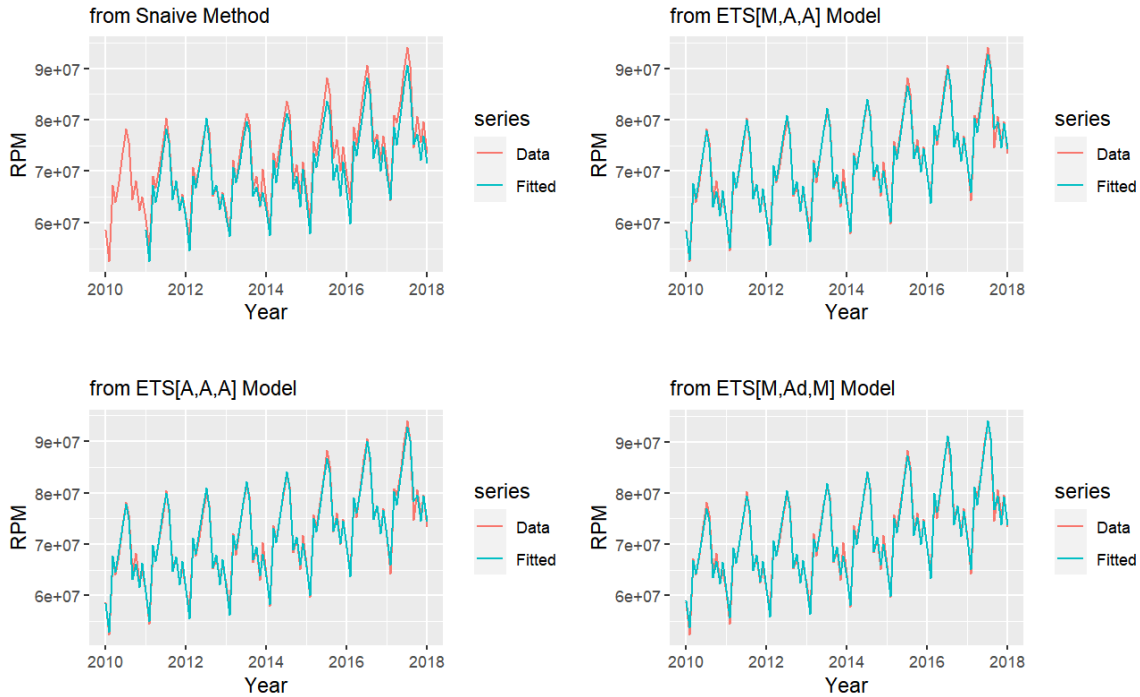 from Snaive Method
RPM
9e+07
8e+07
7e+07
6e+07
2010 2012 2014 2016 2018
Year
series
Data
Fitted
from ETS[M,A,A] Model
RPM
9e+07
8e+07
7e+07
6e+07
2010 2012 2014 2016 2018
Year
series
Data
Fitted
from ETS[A,A,A] Model
RPM
9e+07
8e+07
7e+07
6e+07
2010 2012 2014 2016 2018
Year
series
Data
Fitted
from ETS[M,Ad,M] Model
RPM
9e+07
8e+07
7e+07
6e+07
2010 2012 2014 2016 2018
Year
series
Data
Fitted